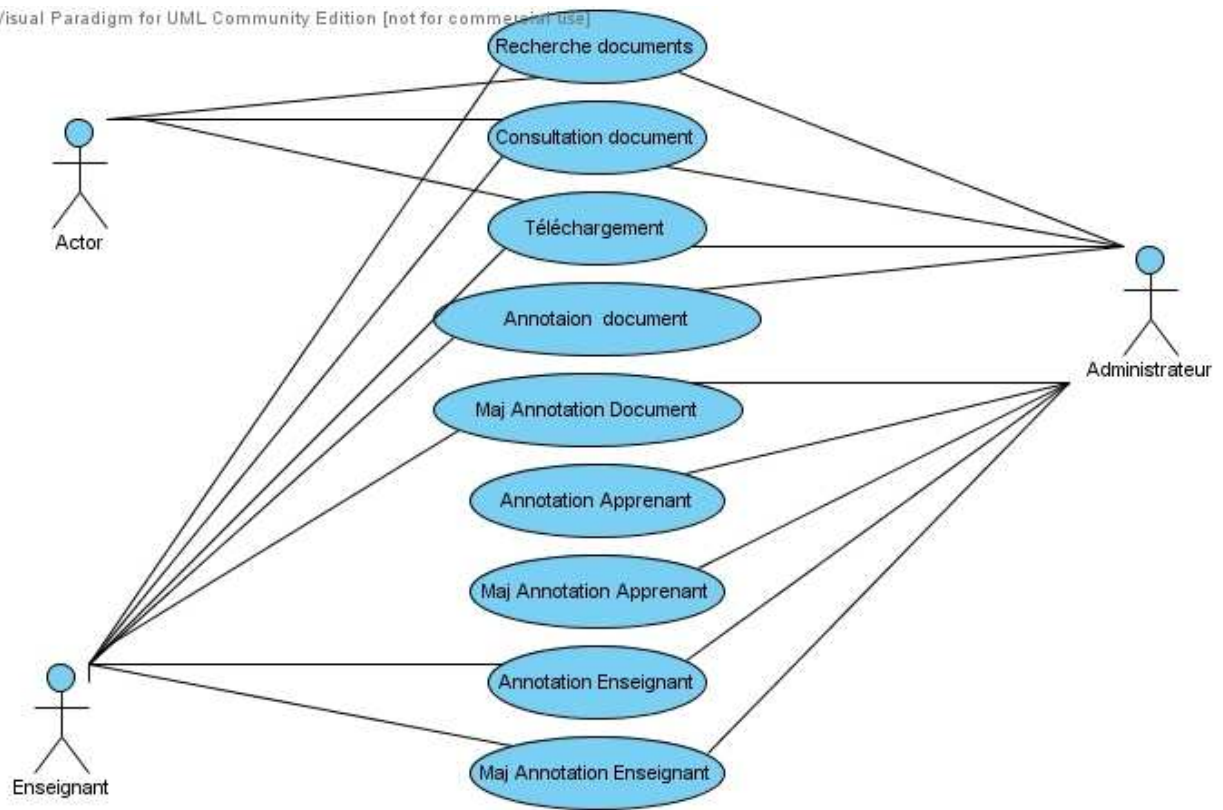 Visual Paradigm for UML Community Edition [not for commercial use]
Recherche documents
Consultation document
Actor
Téléchargement
Annotaion document
Administrateur
Maj Annotation Document
Annotation Apprenant
Maj Annotation Apprenant
Annotation Enseignant
Maj Annotation Enseignant
Enseignant